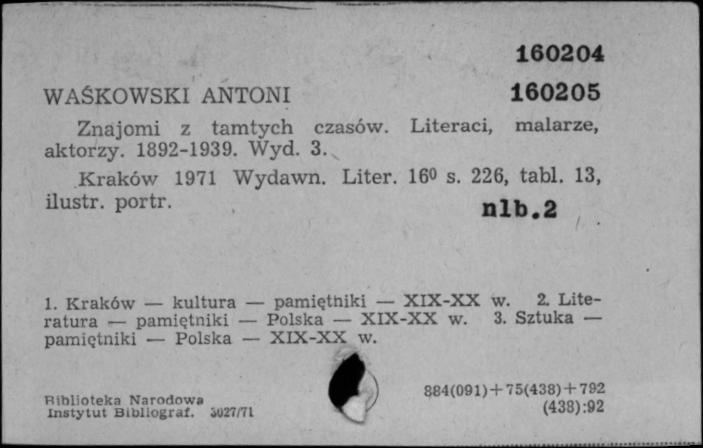 160204
WAŚKOWSKI ANTONI 160205
Znajomi z tamtych czasów. Literaci, malarze,
aktorzy. 1892-1939. Wyd. 3.
Kraków 1971 Wydawn. Liter. 16⁰ s. 226, tabl. 13,
ilustr. portr. nlb.2
1. Kraków — kultura — pamiętniki — XIX-XX w. 2. Lite-
ratura — pamiętniki — Polska — XIX-XX w. 3. Sztuka —
pamiętniki — Polska — XIX-XX w.
Biblioteka Narodowa 884(091)+75(438)+792
Instytut Bibliograf. 3027/71 (438):92